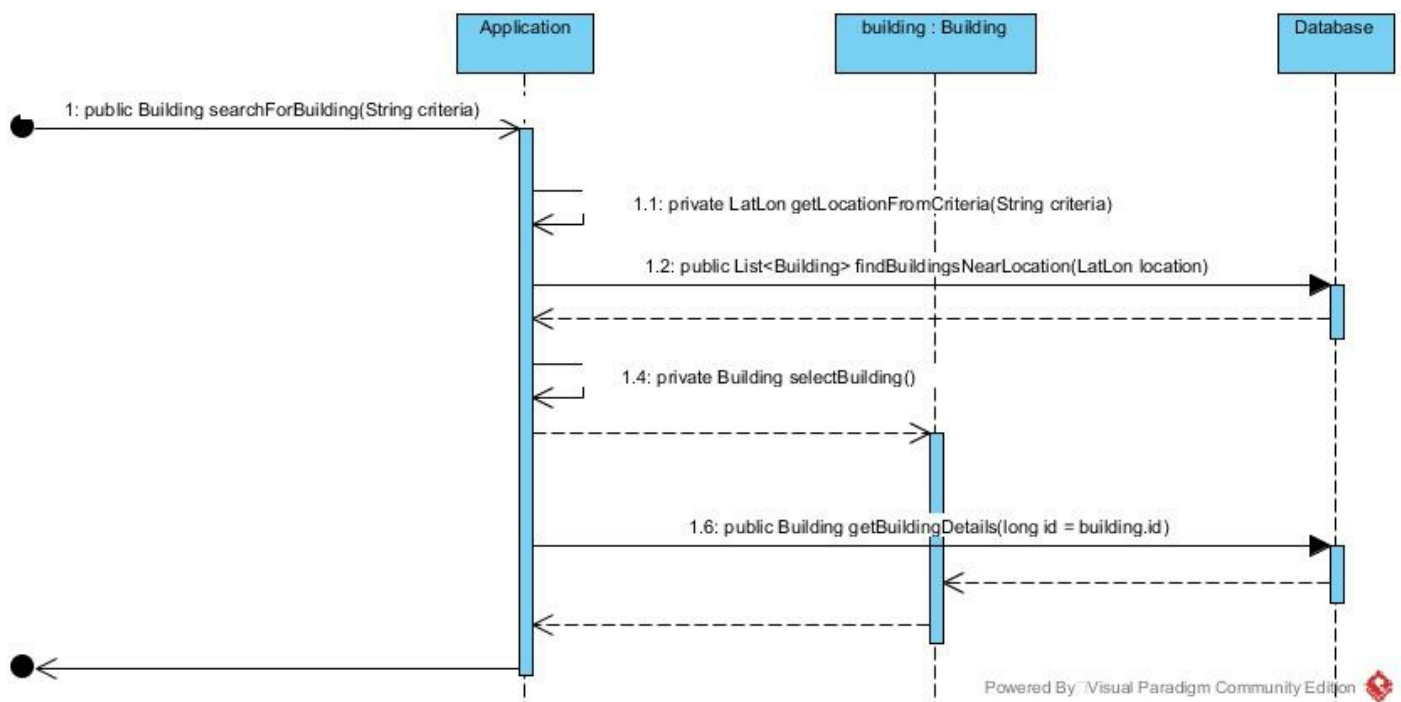 Application
building : Building
Database
1: public Building searchForBuilding(String criteria)
1.1: private LatLon getLocationFromCriteria(String criteria)
1.2: public List<Building> findBuildingsNearLocation(LatLon location)
1.4: private Building selectBuilding()
1.6: public Building getBuildingDetails(long id = building.id)
Powered By Visual Paradigm Community Edition